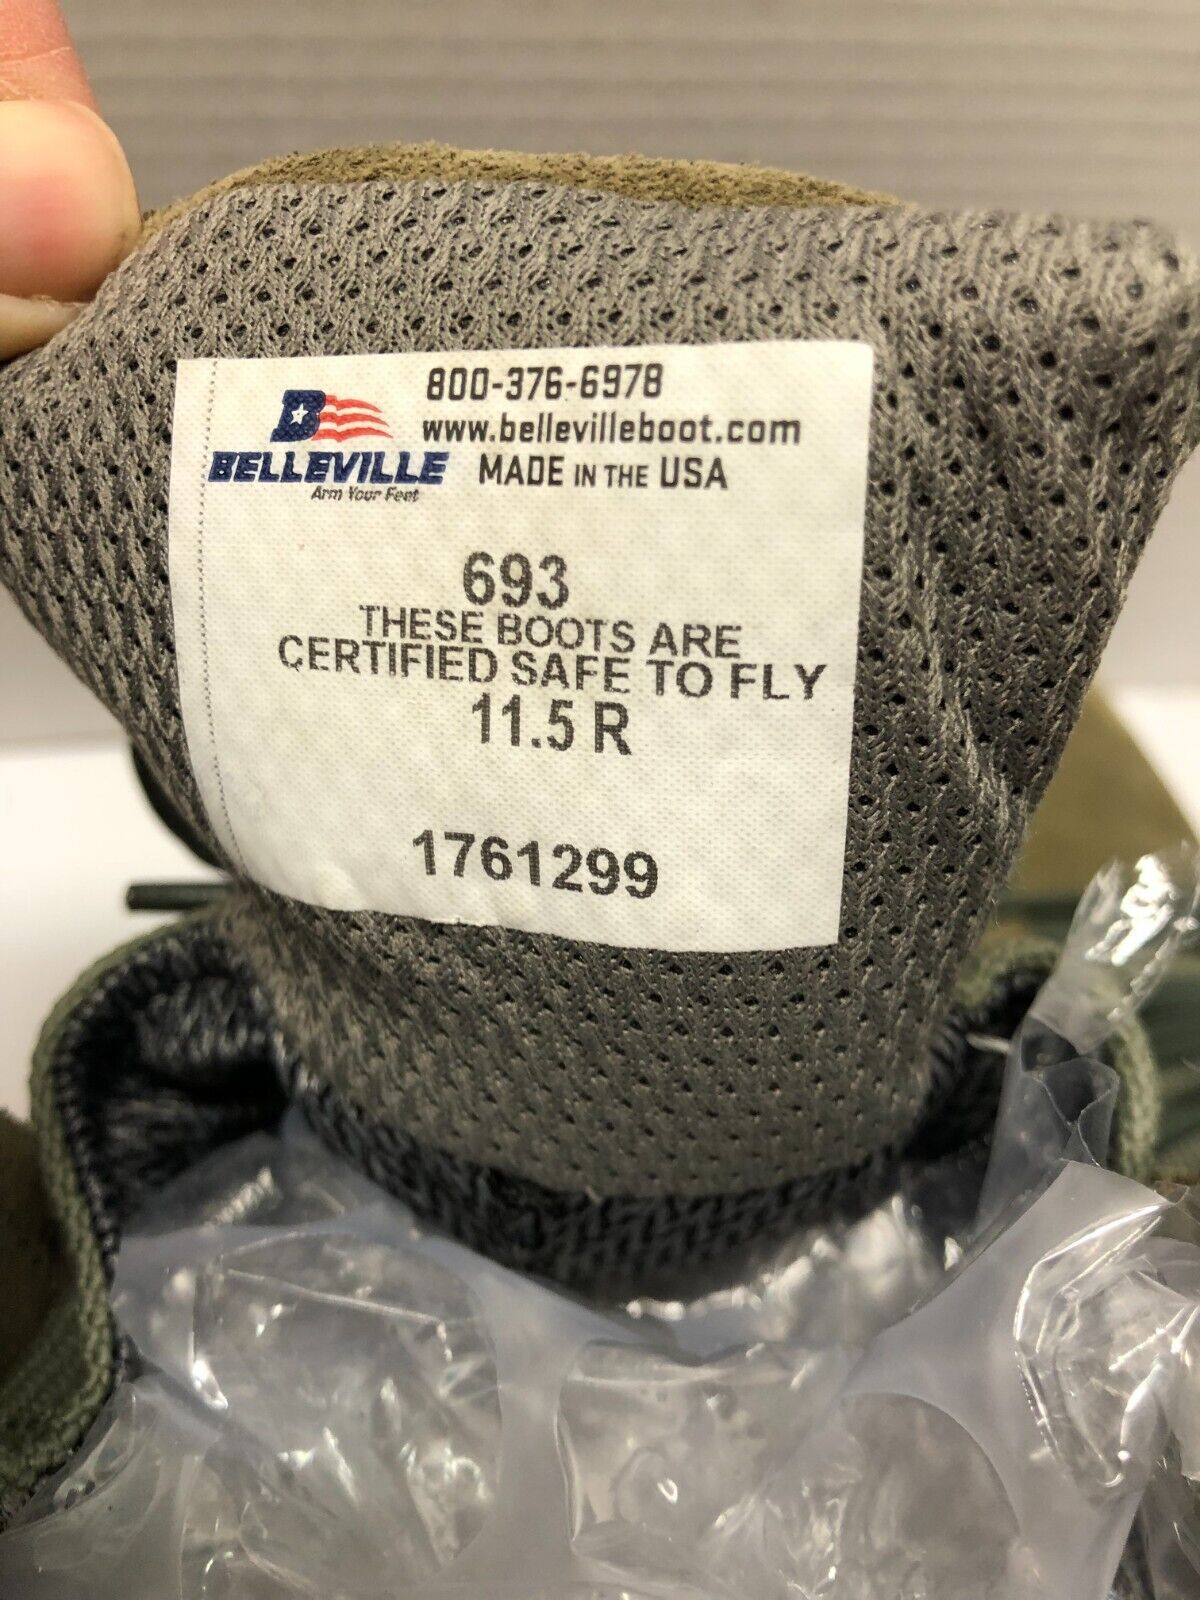 800-376-6978
www.bellevilleboot.com
BELLEVILLE
Arm Your Feet
MADE IN THE USA
693
THESE BOOTS ARE
CERTIFIED SAFE TO FLY
11.5 R
1761299